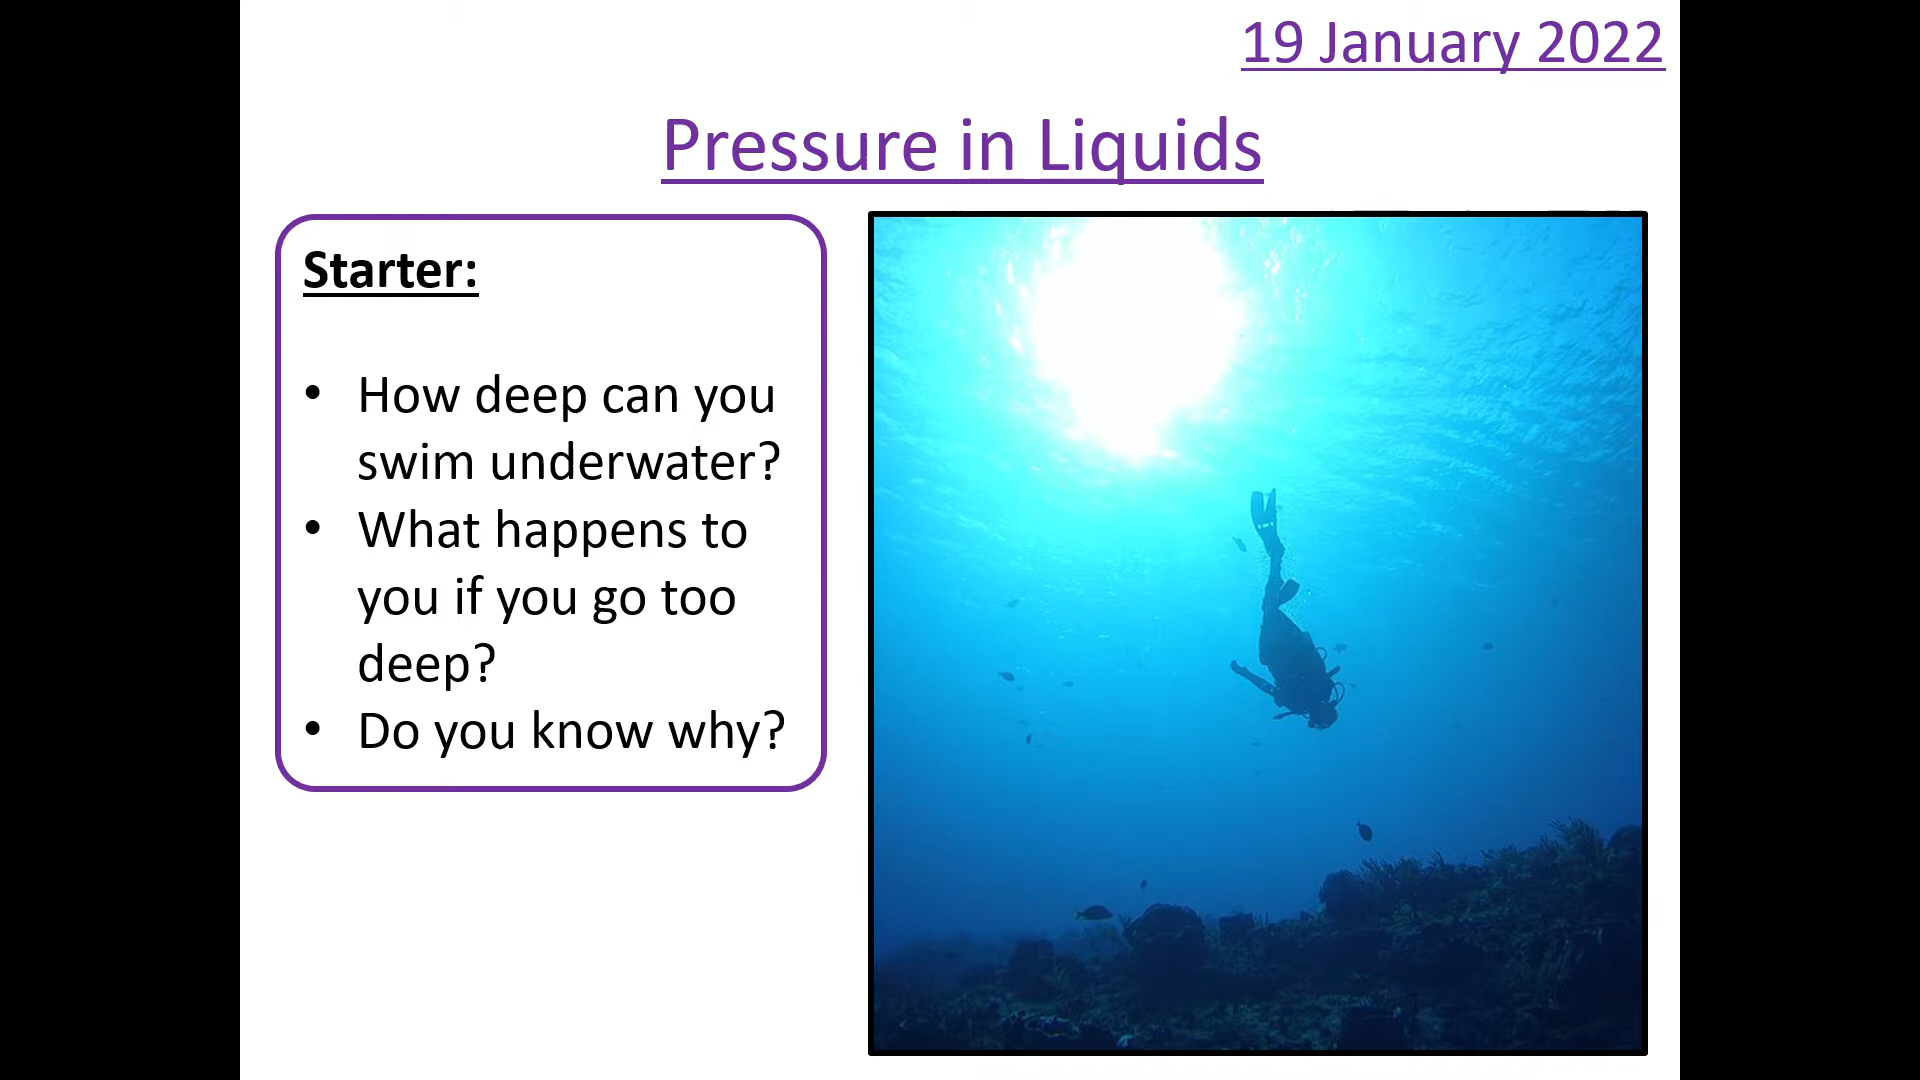 19 January 2022
Pressure in Liquids
Starter:
• How deep can you
swim underwater?
• What happens to
you if you go too
deep?
• Do you know why?